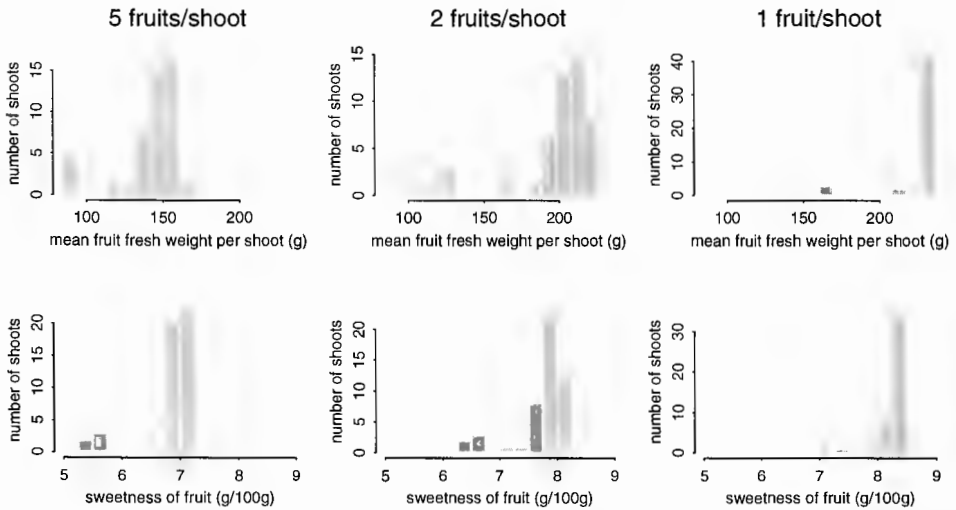 5 fruits/shoot
2 fruits/shoot
1 fruit/shoot
number of shoots
0 5 10 15
100 150 200
mean fruit fresh weight per shoot (g)
number of shoots
0 5 10 15
100 150 200
mean fruit fresh weight per shoot (g)
number of shoots
0 10 20 30 40
100 150 200
mean fruit fresh weight per shoot (g)
number of shoots
0 5 10 15 20
5 6 7 8 9
sweetness of fruit (g/100g)
number of shoots
0 5 10 15 20
5 6 7 8 9
sweetness of fruit (g/100g)
number of shoots
0 10 20 30
5 6 7 8 9
sweetness of fruit (g/100g)